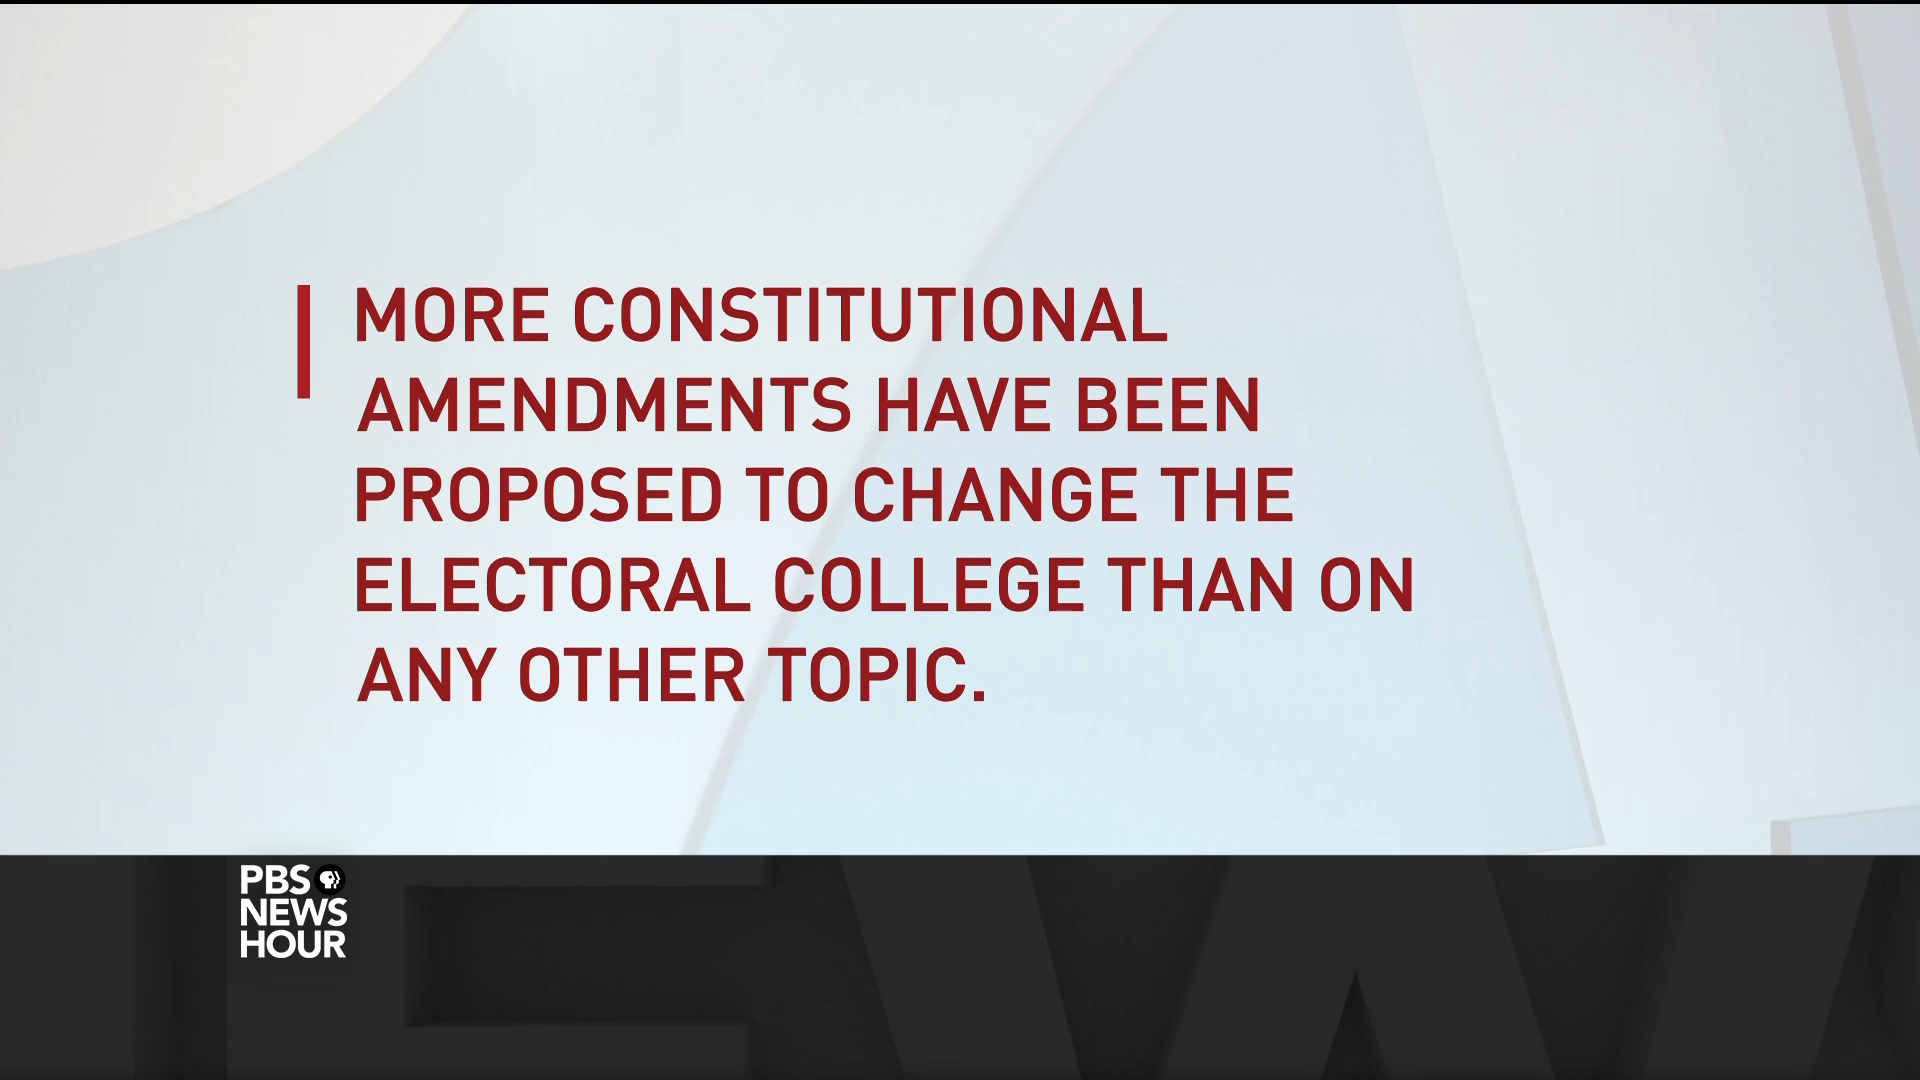 MORE CONSTITUTIONAL
AMENDMENTS HAVE BEEN
PROPOSED TO CHANGE THE
ELECTORAL COLLEGE THAN ON
ANY OTHER TOPIC.
PBS
NEWS
HOUR